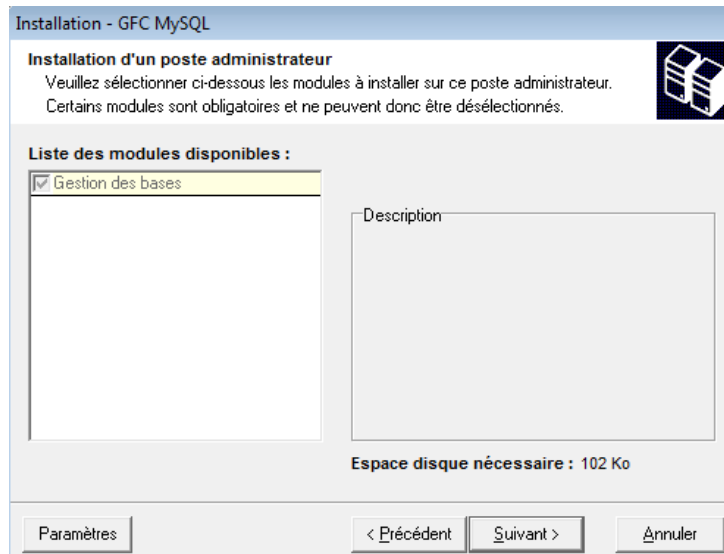 Installation - GFC MySQL
Installation d'un poste administrateur
Veuillez sélectionner ci-dessous les modules à installer sur ce poste administrateur.
Certains modules sont obligatoires et ne peuvent donc être désélectionnés.
Liste des modules disponibles :
Gestion des bases
Description
Espace disque nécessaire : 102 Ko
Paramètres
< Précédent
Suivant >
Annuler